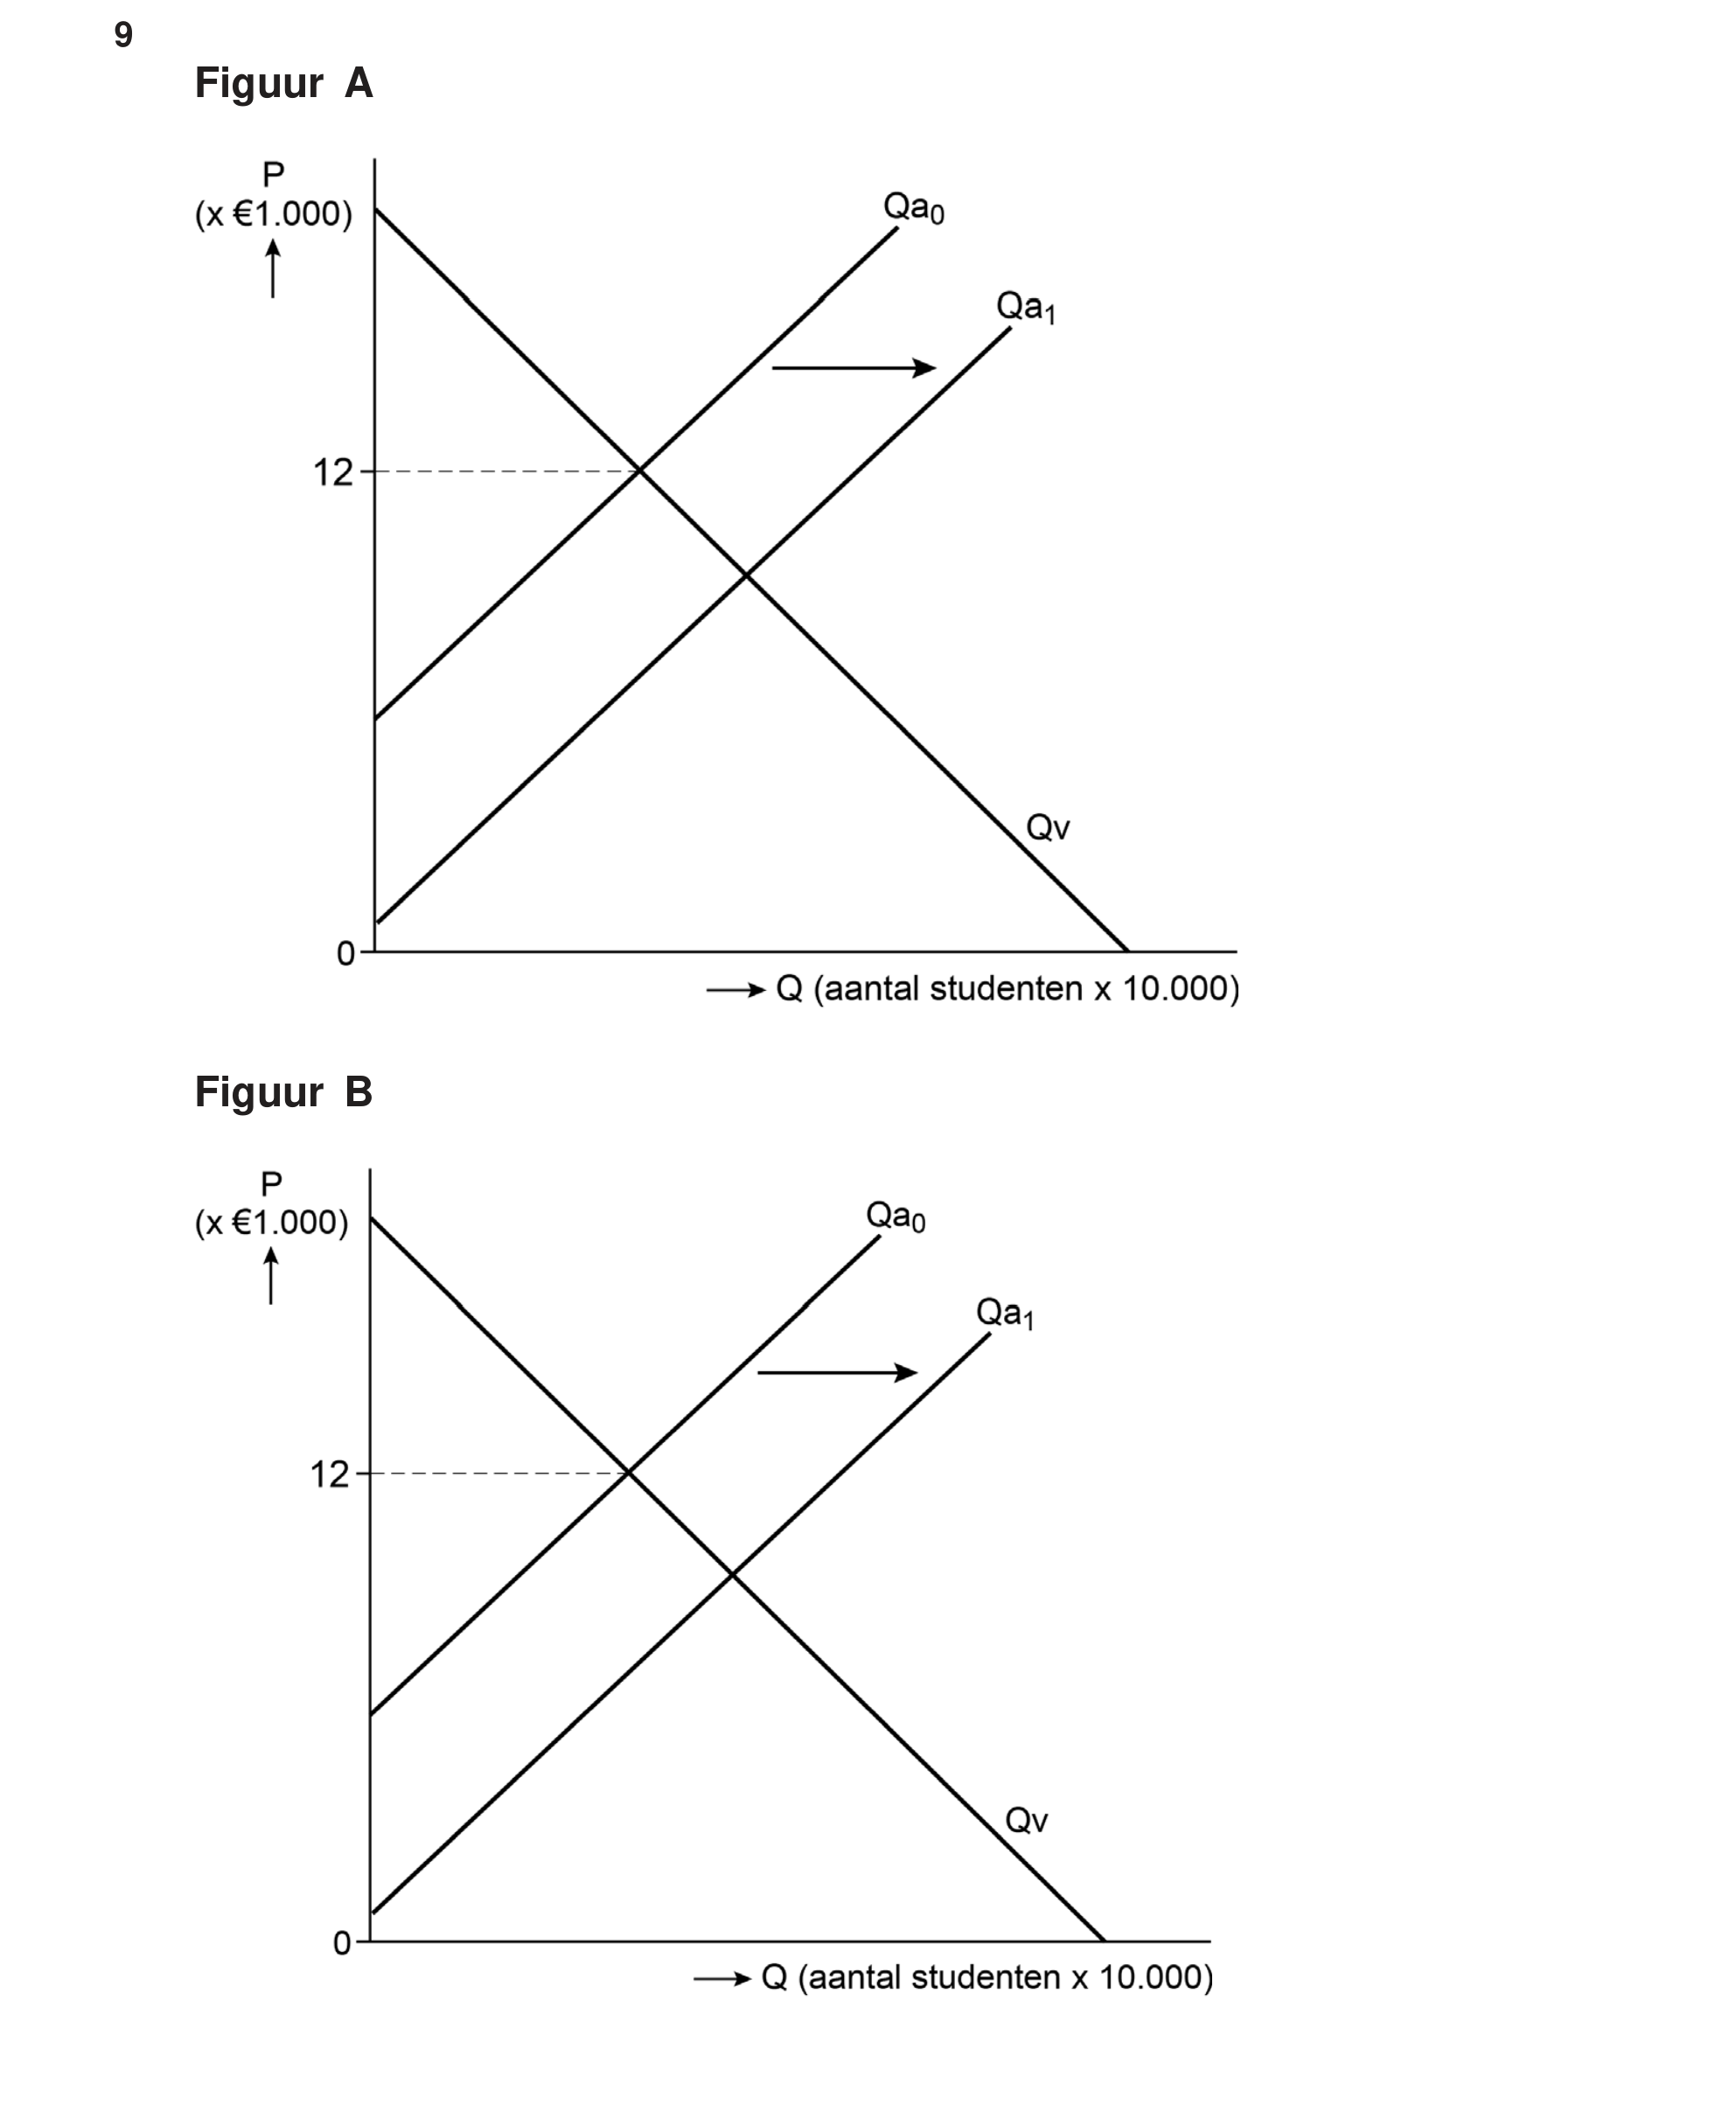 9
Figuur A
P
(x €1.000)
Qa0
Qa1
12
Qv
0
Q (aantal studenten x 10.000)
Figuur B
P
(x €1.000)
Qa0
Qa1
12
Qv
0
Q (aantal studenten x 10.000)